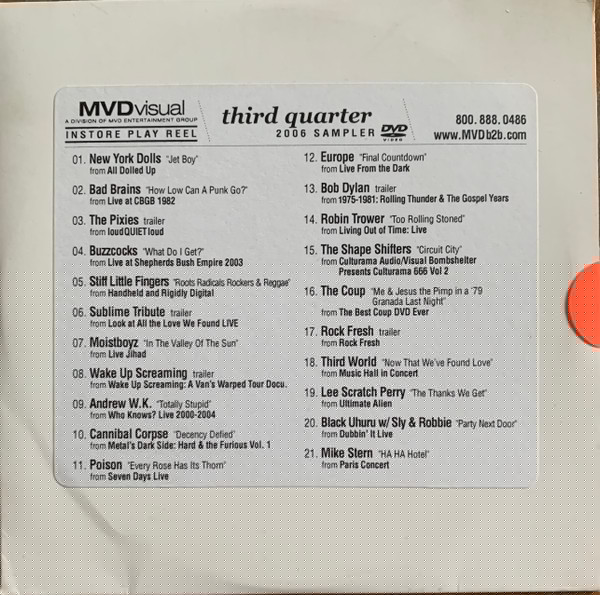 MVDvisual
A DIVISION OF MVD ENTERTAINMENT GROUP
INSTORE PLAY REEL
third quarter
2006 SAMPLER DVD VIDEO
800.888.0486
www.MVDb2b.com
01. New York Dolls "Jet Boy"
from All Dolled Up
02. Bad Brains "How Low Can A Punk Go?"
from Live at CBGB 1982
03. The Pixies trailer
from loudQUIETloud
04. Buzzcocks "What Do I Get?"
from Live at Shepherds Bush Empire 2003
05. Stiff Little Fingers "Roots Radicals Rockers & Reggae"
from Handheld and Rigidly Digital
06. Sublime Tribute trailer
from Look at All the Love We Found LIVE
07. Moistboyz "In The Valley Of The Sun"
from Live Jihad
08. Wake Up Screaming trailer
from Wake Up Screaming: A Van's Warped Tour Docu.
09. Andrew W.K. "Totally Stupid"
from Who Knows? Live 2000-2004
10. Cannibal Corpse "Decency Defied"
from Metal's Dark Side: Hard & the Furious Vol. 1
11. Poison "Every Rose Has Its Thorn"
from Seven Days Live
12. Europe "Final Countdown"
from Live From the Dark
13. Bob Dylan trailer
from 1975-1981: Rolling Thunder & The Gospel Years
14. Robin Trower "Too Rolling Stoned"
from Living Out of Time: Live
15. The Shape Shifters "Circuit City"
from Culturama Audio/Visual Bombshelter
Presents Culturama 666 Vol 2
16. The Coup "Me & Jesus the Pimp in a '79
Granada Last Night"
from The Best Coup DVD Ever
17. Rock Fresh trailer
from Rock Fresh
18. Third World "Now That We've Found Love"
from Music Hall in Concert
19. Lee Scratch Perry "The Thanks We Get"
from Ultimate Alien
20. Black Uhuru w/ Sly & Robbie "Party Next Door"
from Dubbin' It Live
21. Mike Stern "HA HA Hotel"
from Paris Concert